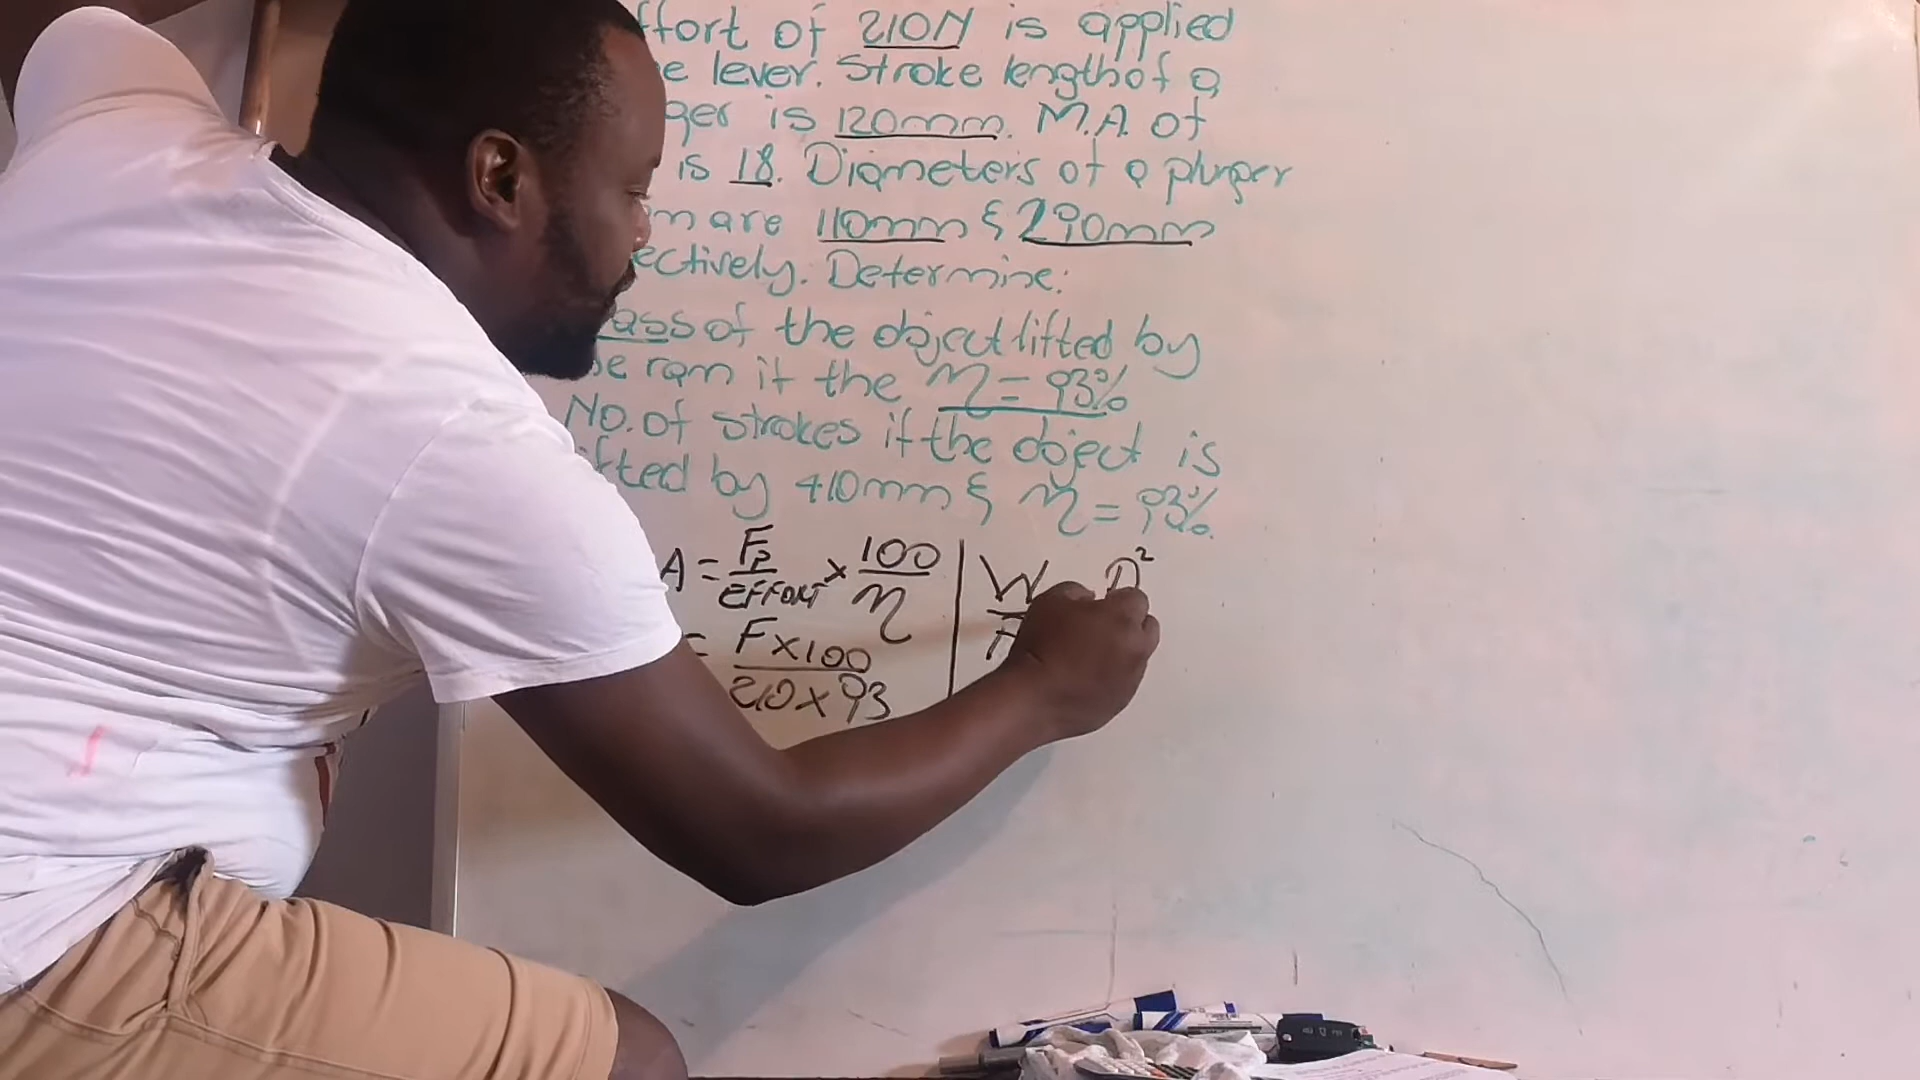 ffort of 210N is applied
e lever. Stroke length of a
ger is 120mm. M.A. of
is 18. Diameters of a plunger
m are 110mm & 290mm
ectively. Determine:
ass of the object lifted by
e ram if the η = 93%
No. of strokes if the object is
fted by 410mm & η = 93%.
A = Fp/EFFORT × 100/η
= F×100/210×93
W
D²